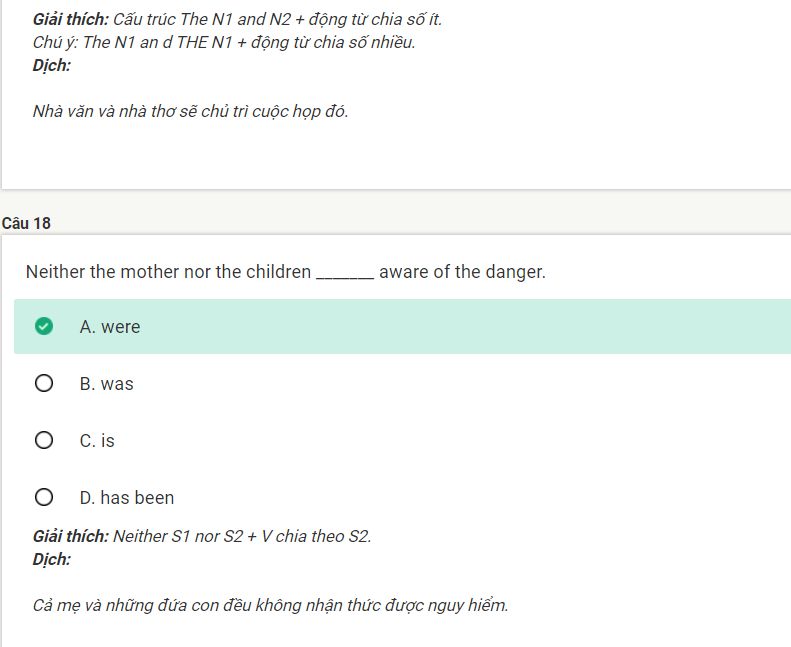 Giải thích: Cấu trúc The N1 and N2 + động từ chia số ít.
Chú ý: The N1 an d THE N1 + động từ chia số nhiều.
Dịch:
Nhà văn và nhà thơ sẽ chủ trì cuộc họp đó.
Câu 18
Neither the mother nor the children _______ aware of the danger.
A. were
B. was
C. is
D. has been
Giải thích: Neither S1 nor S2 + V chia theo S2.
Dịch:
Cả mẹ và những đứa con đều không nhận thức được nguy hiểm.